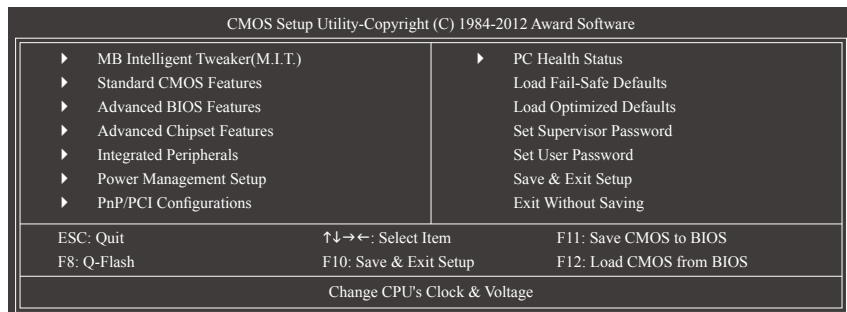 CMOS Setup Utility-Copyright (C) 1984-2012 Award Software
MB Intelligent Tweaker(M.I.T.)
Standard CMOS Features
Advanced BIOS Features
Advanced Chipset Features
Integrated Peripherals
Power Management Setup
PnP/PCI Configurations
PC Health Status
Load Fail-Safe Defaults
Load Optimized Defaults
Set Supervisor Password
Set User Password
Save & Exit Setup
Exit Without Saving
ESC: Quit ↑↓→←: Select Item F11: Save CMOS to BIOS
F8: Q-Flash F10: Save & Exit Setup F12: Load CMOS from BIOS
Change CPU's Clock & Voltage